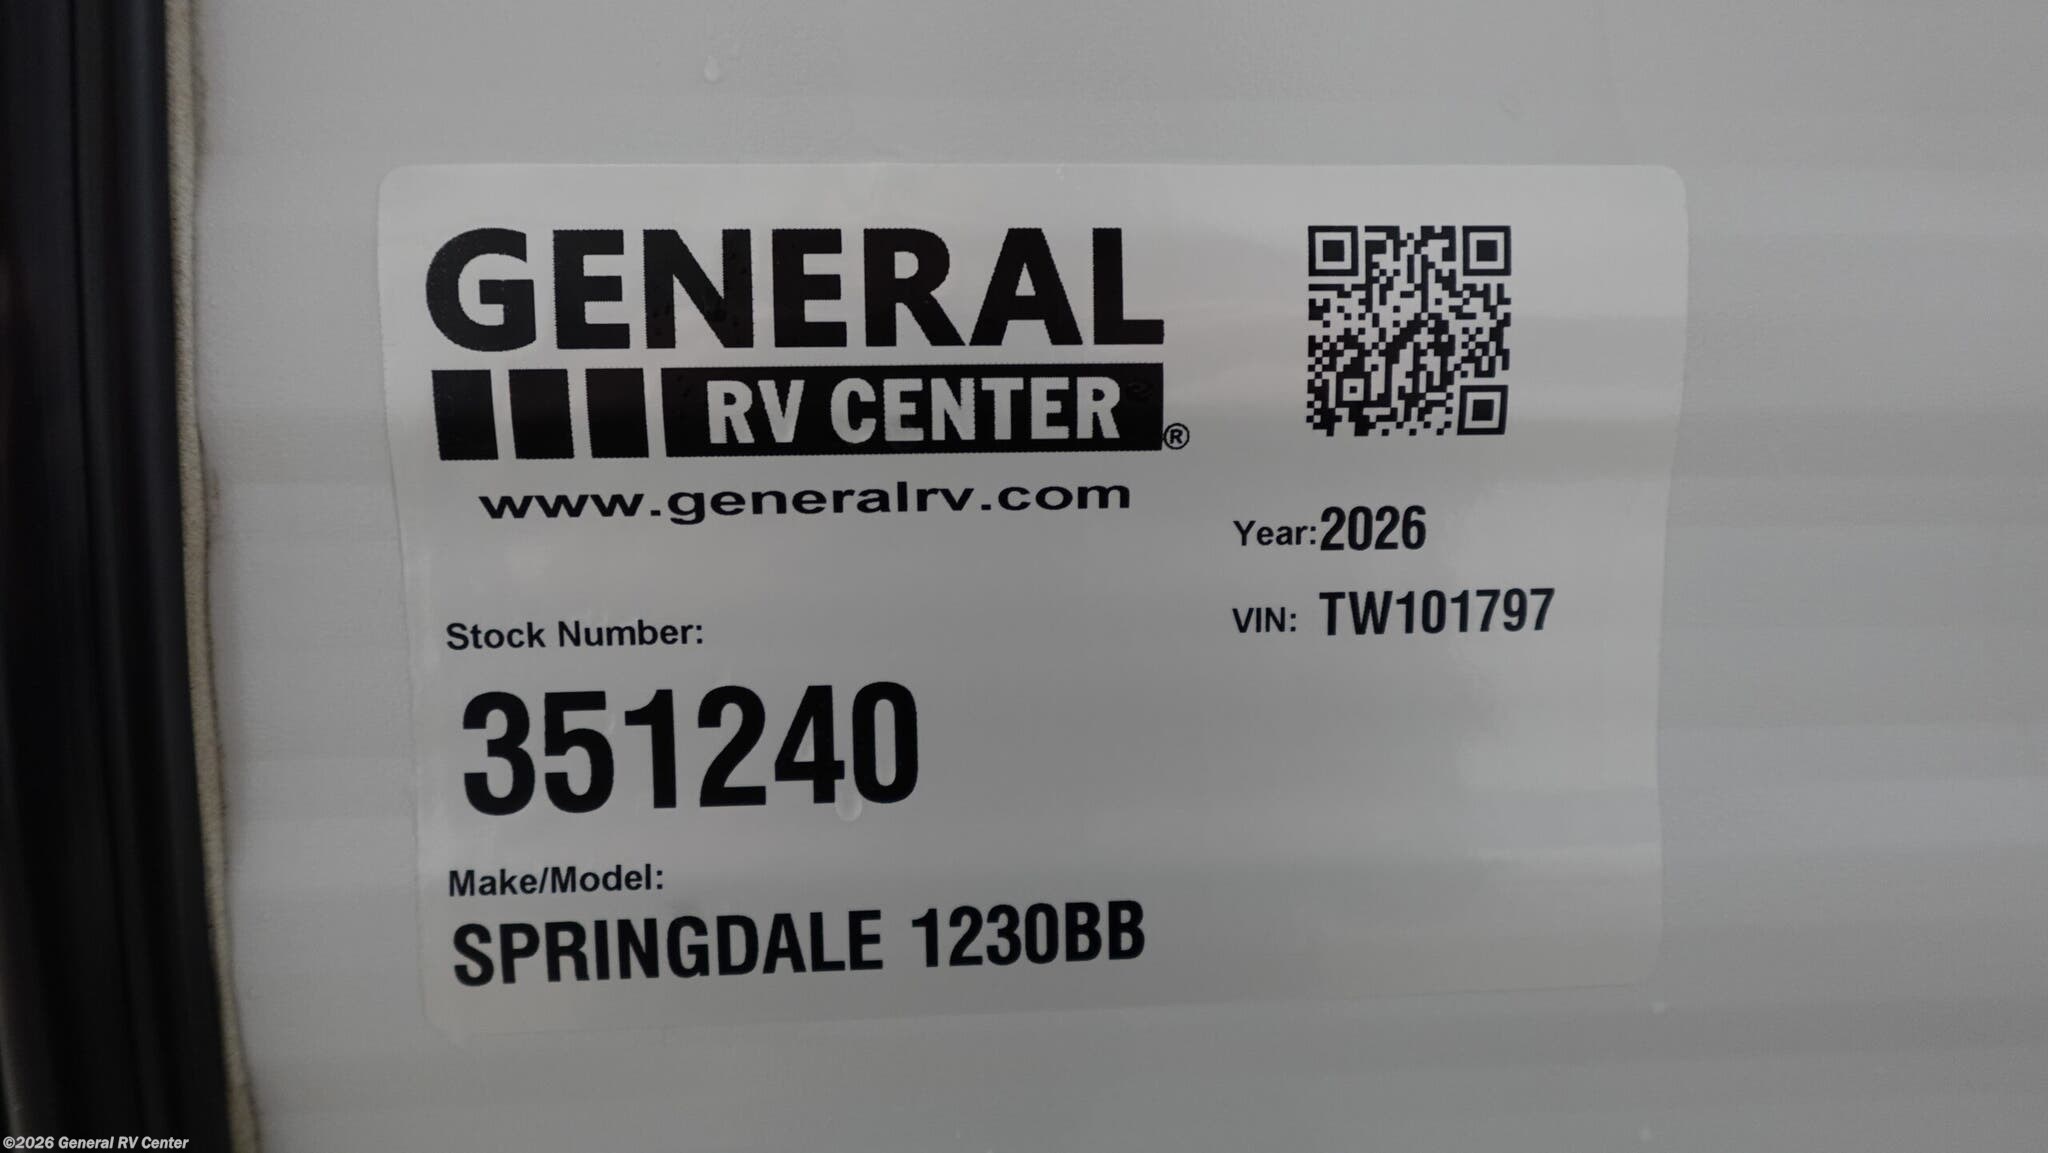 GENERAL
RV CENTER®
www.generalrv.com
Year: 2026
VIN: TW101797
Stock Number:
351240
Make/Model:
SPRINGDALE 1230BB
©2026 General RV Center